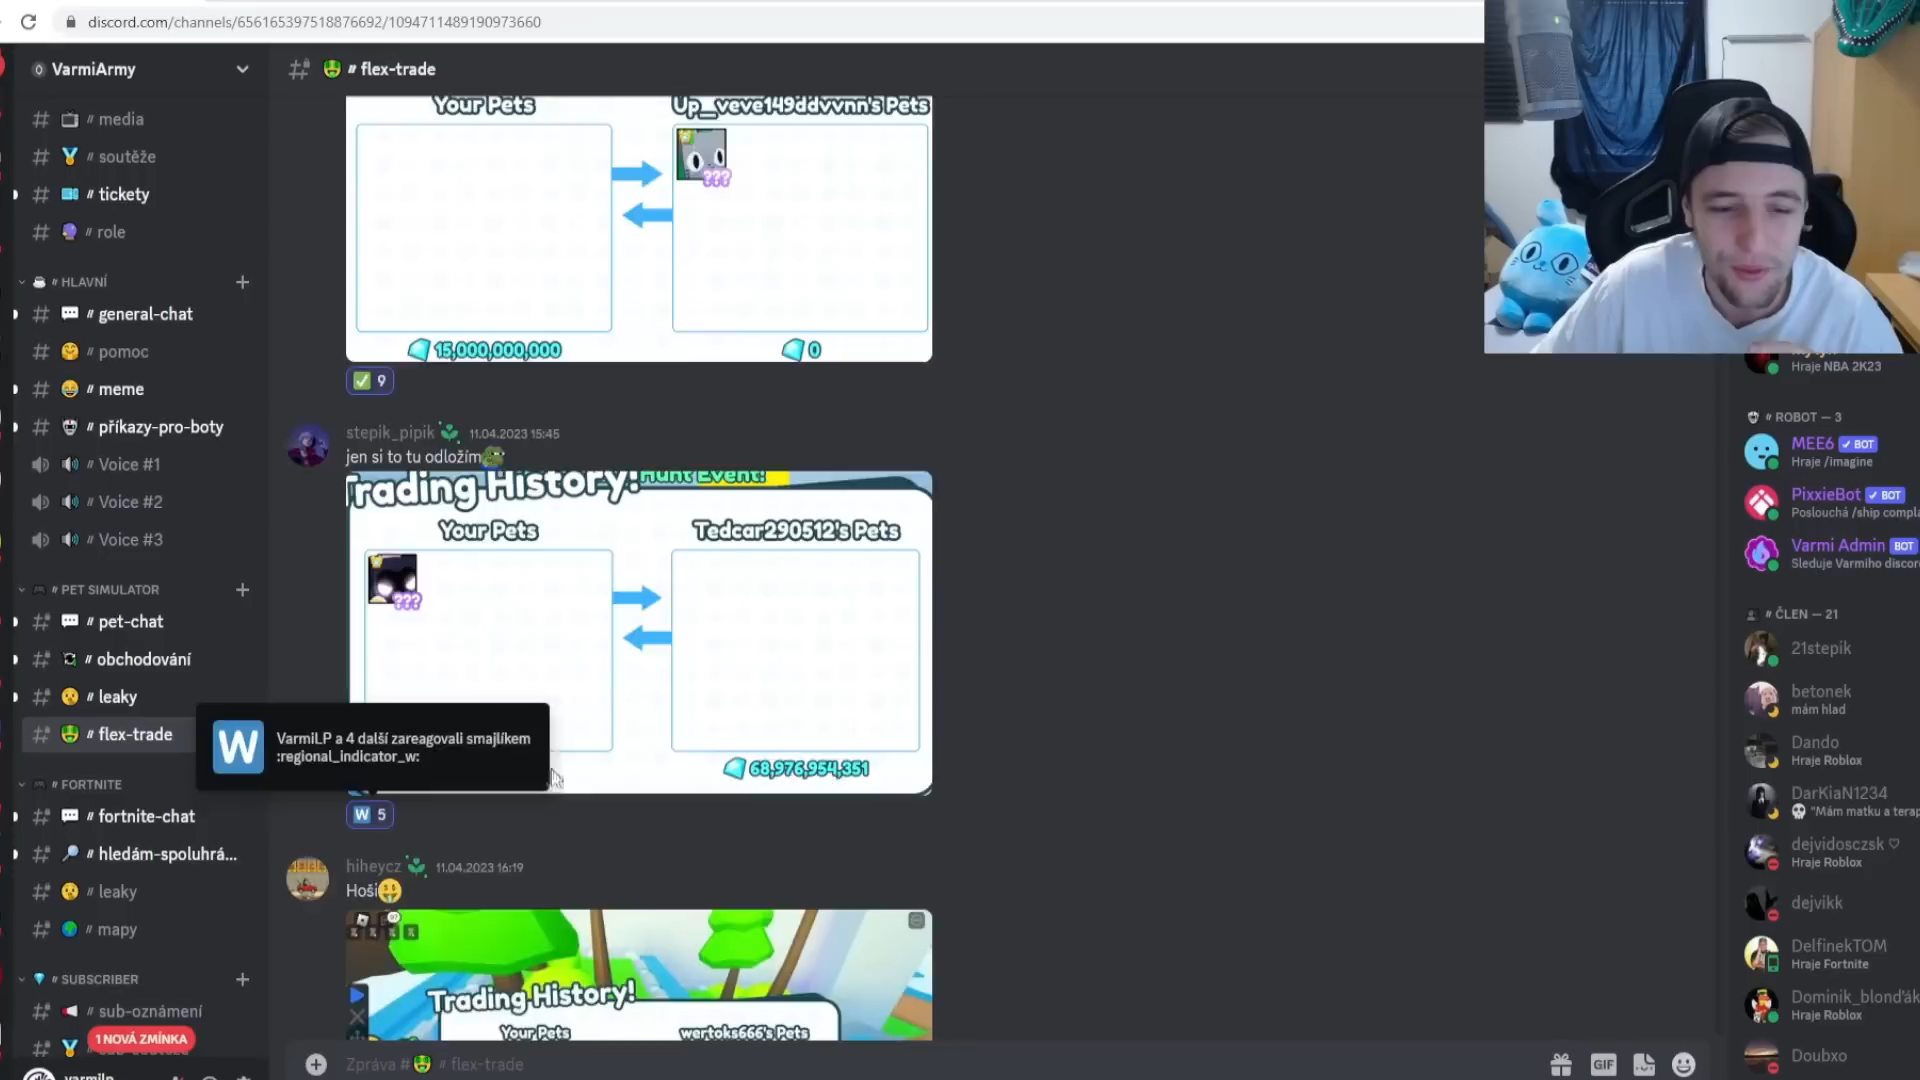 discord.com/channels/656165397518876692/1094711489190973660
VarmiArmy
media
soutěže
tickety
role
HLAVNÍ
general-chat
pomoc
meme
příkazy-pro-boty
Voice #1
Voice #2
Voice #3
PET SIMULATOR
pet-chat
obchodování
leaky
flex-trade
FORTNITE
fortnite-chat
hledám-spoluhrá...
leaky
mapy
SUBSCRIBER
sub-oznámení
1 NOVÁ ZMÍNKA
varmilp
flex-trade
Your Pets
Up_veve149ddvvnn's Pets
???
15,000,000,000
0
9
stepik_pipik 11.04.2023 15:45
jen si to tu odložím
Trading History!
Hunt Event!
Your Pets
Tedcar290512's Pets
???
68,976,954,351
W
VarmiLP a 4 další zareagovali smajlíkem
:regional_indicator_w:
W 5
hiheycz 11.04.2023 16:19
Hoši
Trading History!
Your Pets
wertoks666's Pets
Zpráva # flex-trade
GIF
Hraje NBA 2K23
ROBOT — 3
MEE6 BOT
Hraje /imagine
PixxieBot BOT
Poslouchá /ship compla
Varmi Admin BOT
Sleduje Varmiho discor
ČLEN — 21
21stepik
betonek
mám hlad
Dando
Hraje Roblox
DarKiaN1234
"Mám matku a terap
dejvidosczsk ♡
Hraje Roblox
dejvikk
DelfinekTOM
Hraje Fortnite
Dominik_blonďák
Hraje Roblox
Doubxo